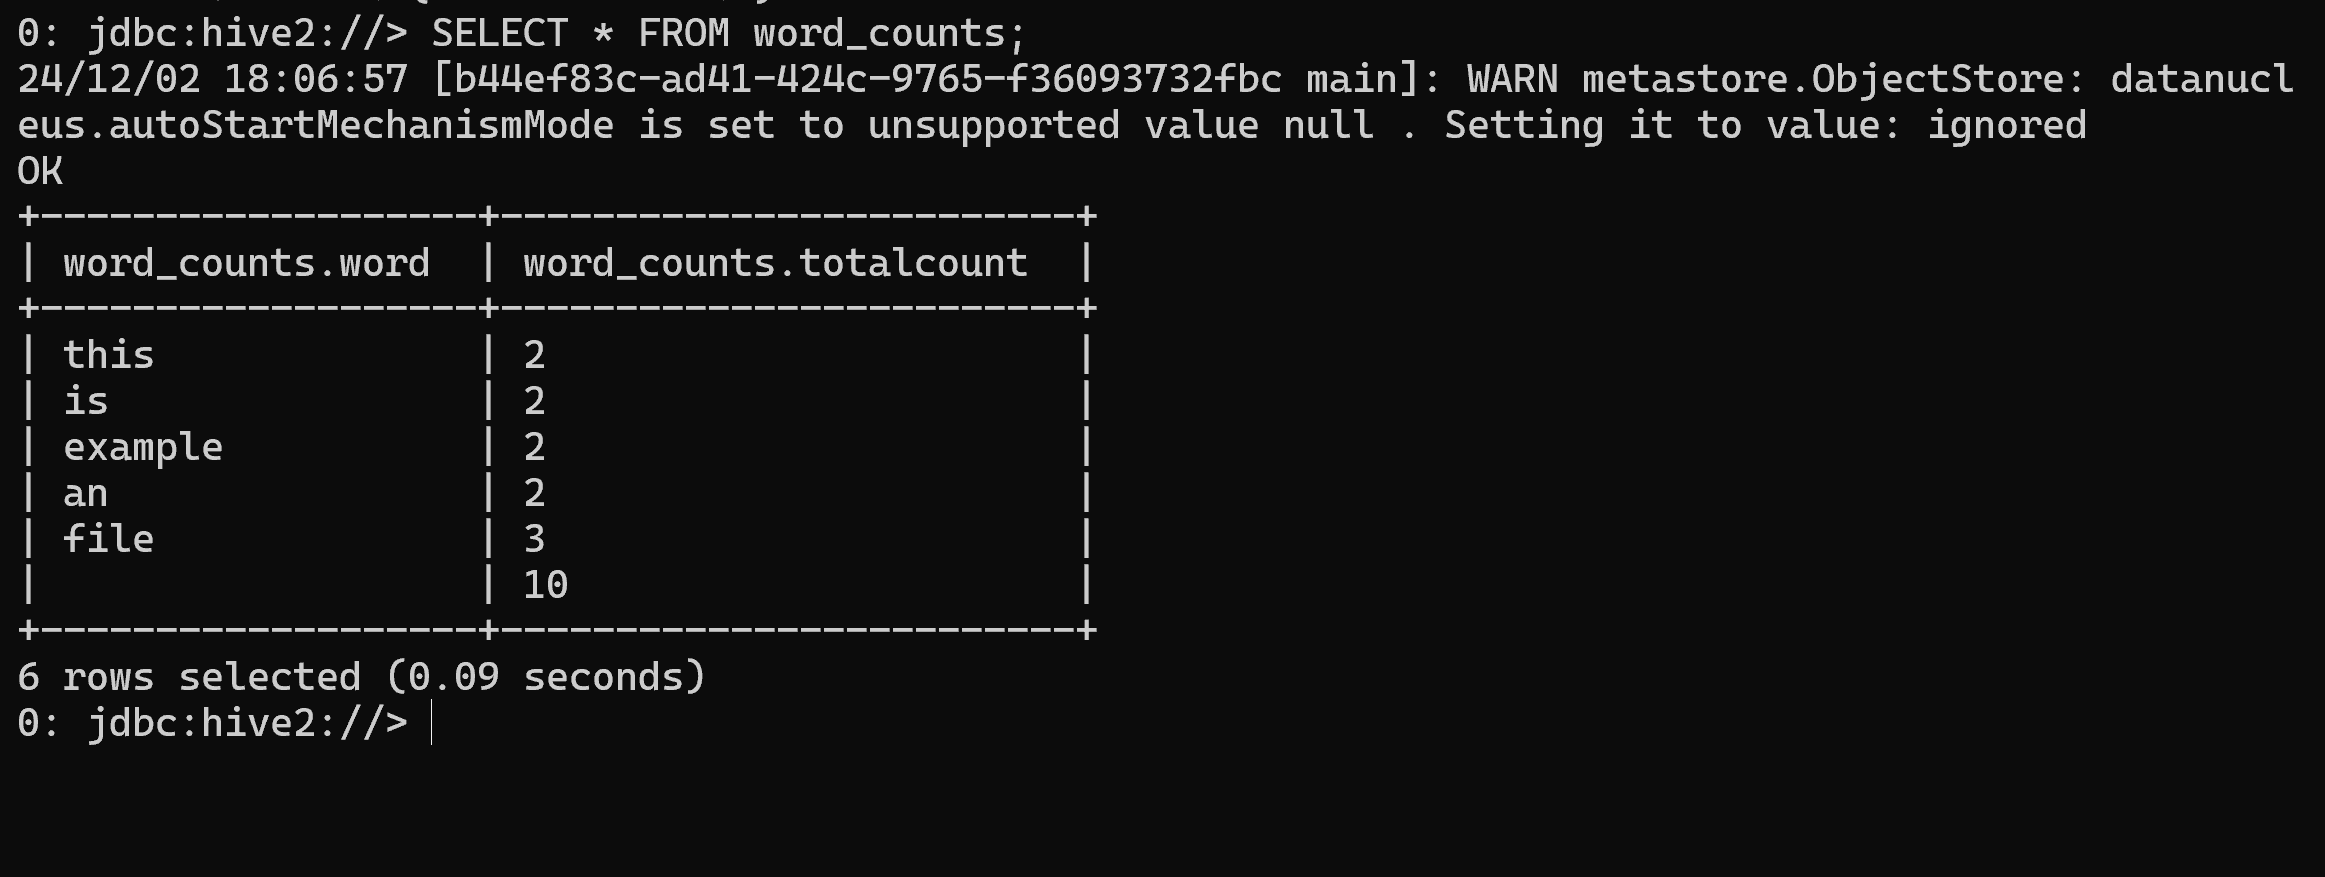 0: jdbc:hive2://> SELECT * FROM word_counts;
24/12/02 18:06:57 [b44ef83c-ad41-424c-9765-f36093732fbc main]: WARN metastore.ObjectStore: datanucl
eus.autoStartMechanismMode is set to unsupported value null . Setting it to value: ignored
OK
+-------------------+-------------------------+
| word_counts.word  | word_counts.totalcount  |
+-------------------+-------------------------+
| this              | 2                       |
| is                | 2                       |
| example           | 2                       |
| an                | 2                       |
| file              | 3                       |
|                   | 10                      |
+-------------------+-------------------------+
6 rows selected (0.09 seconds)
0: jdbc:hive2://>